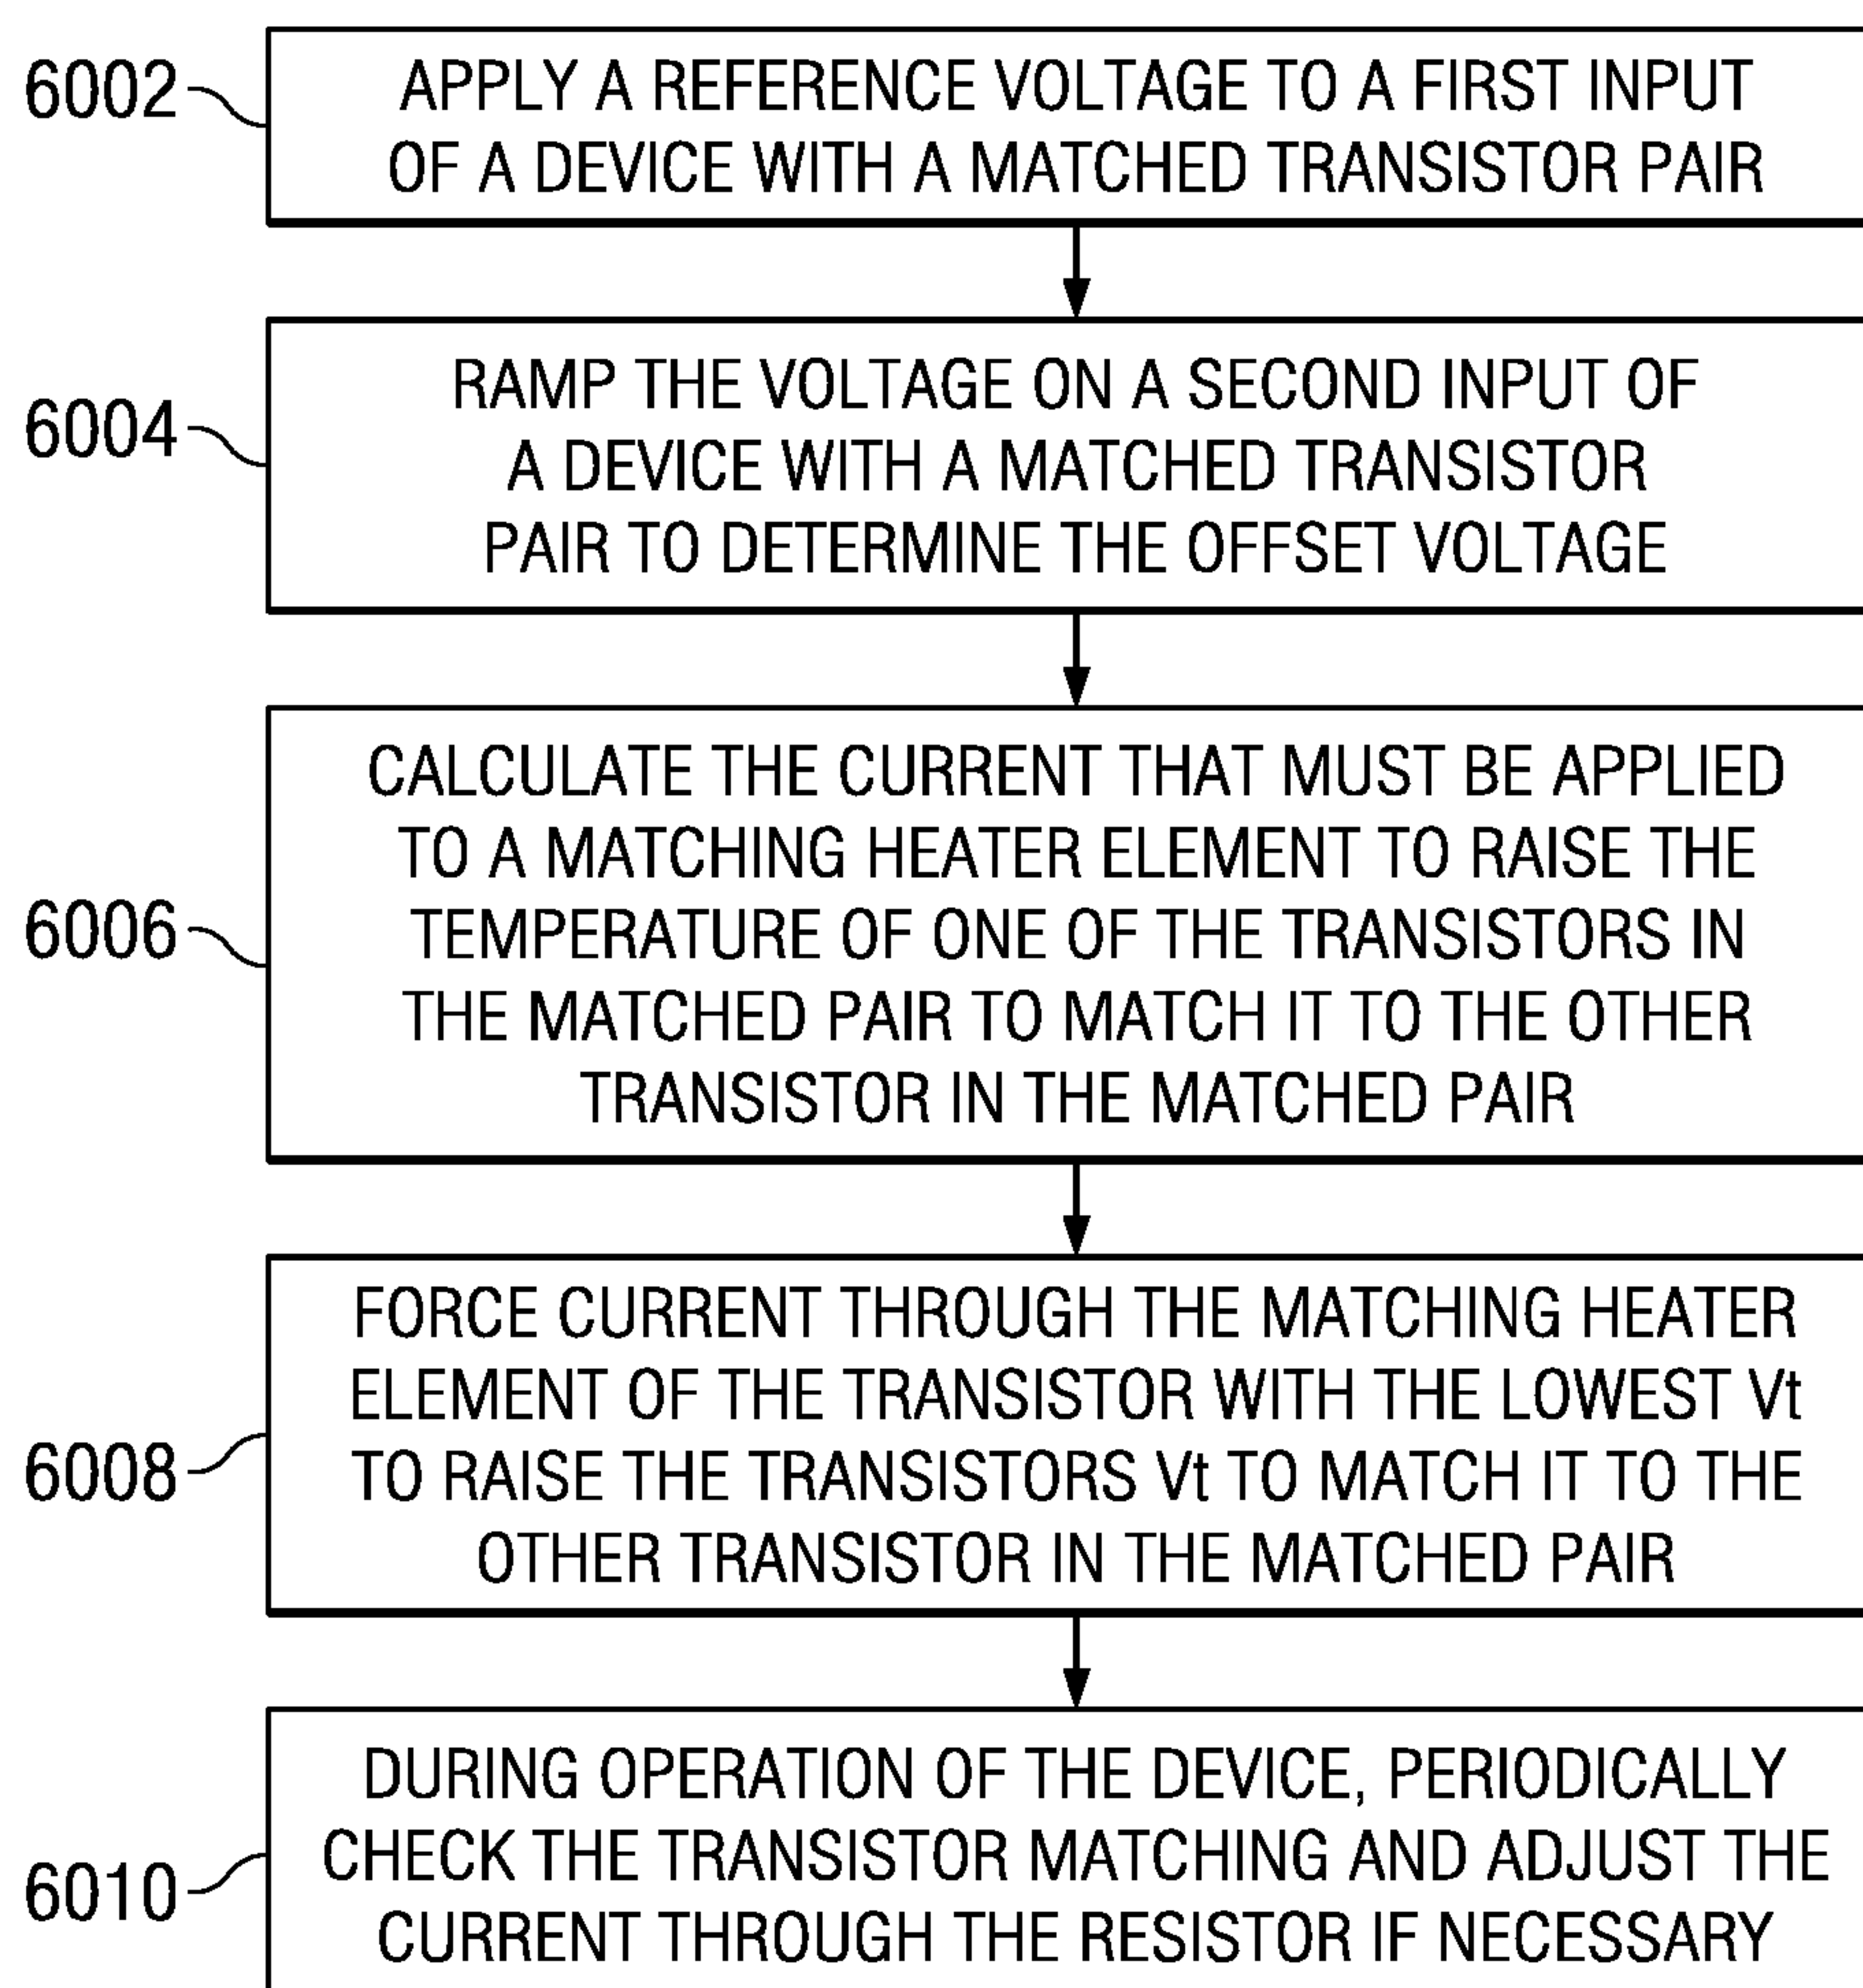 6002
APPLY A REFERENCE VOLTAGE TO A FIRST INPUT
OF A DEVICE WITH A MATCHED TRANSISTOR PAIR
6004
RAMP THE VOLTAGE ON A SECOND INPUT OF
A DEVICE WITH A MATCHED TRANSISTOR
PAIR TO DETERMINE THE OFFSET VOLTAGE
6006
CALCULATE THE CURRENT THAT MUST BE APPLIED
TO A MATCHING HEATER ELEMENT TO RAISE THE
TEMPERATURE OF ONE OF THE TRANSISTORS IN
THE MATCHED PAIR TO MATCH IT TO THE OTHER
TRANSISTOR IN THE MATCHED PAIR
6008
FORCE CURRENT THROUGH THE MATCHING HEATER
ELEMENT OF THE TRANSISTOR WITH THE LOWEST Vt
TO RAISE THE TRANSISTORS Vt TO MATCH IT TO THE
OTHER TRANSISTOR IN THE MATCHED PAIR
6010
DURING OPERATION OF THE DEVICE, PERIODICALLY
CHECK THE TRANSISTOR MATCHING AND ADJUST THE
CURRENT THROUGH THE RESISTOR IF NECESSARY